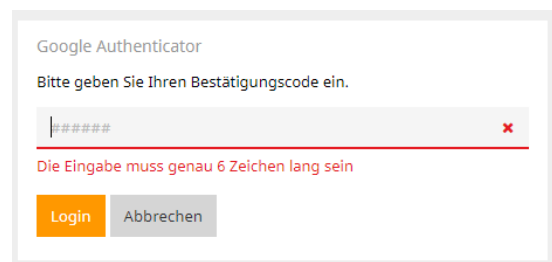 Google Authenticator
Bitte geben Sie Ihren Bestätigungscode ein.
######
Die Eingabe muss genau 6 Zeichen lang sein
Login Abbrechen